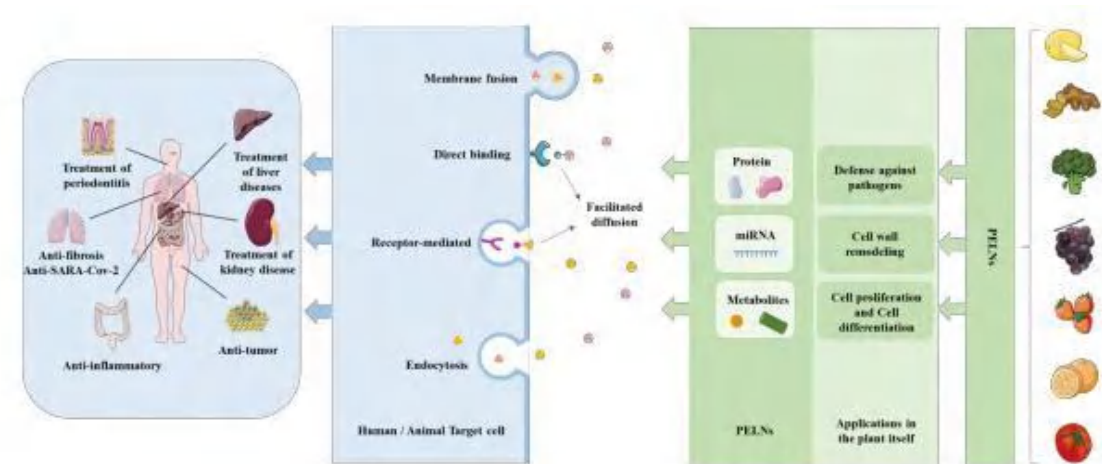 Treatment of
periodontitis
Treatment
of liver
diseases
Anti-fibrosis
Anti-SARA-Cov-2
Treatment of
kidney disease
Anti-inflammatory
Anti-tumor
Membrane fusion
Direct binding
Facilitated
diffusion
Receptor-mediated
Endocytosis
Human / Animal Target cell
Protein
miRNA
Metabolites
PELNs
Defense against
pathogens
Cell wall
remodeling
Cell proliferation
and Cell
differentiation
Applications in
the plant itself
PELNs